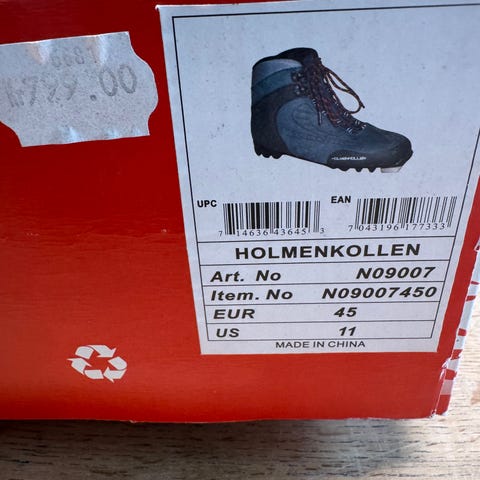 kr799.00
HOLMENKOLLEN
UPC
7 14636 43645 3
EAN
7 043196 177333
HOLMENKOLLEN
Art. No N09007
Item. No N09007450
EUR 45
US 11
MADE IN CHINA